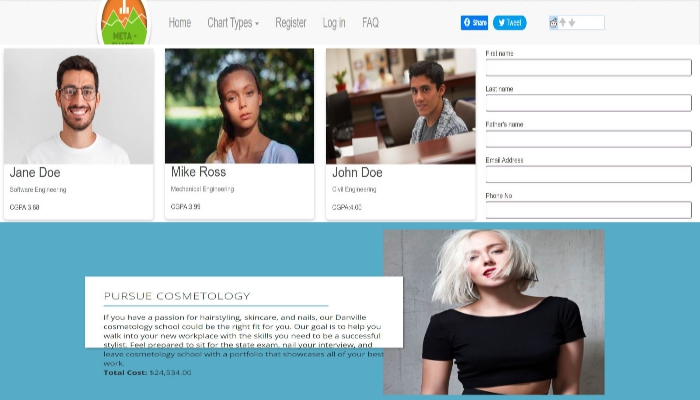 META -
Home
Chart Types
Register
Log in
FAQ
Share
Tweet
Jane Doe
Software Engineering
CGPA 3.68
Mike Ross
Mechanical Engineering
CGPA 3.99
John Doe
Civil Engineering
CGPA:4.00
First name
Last name
Father's name
Email Address
Phone No
PURSUE COSMETOLOGY
If you have a passion for hairstyling, skincare, and nails, our Danville
cosmetology school could be the right fit for you. Our goal is to help you
walk into your new workplace with the skills you need to be a successful
stylist. Feel prepared to sit for the state exam, nail your interview, and
leave cosmetology school with a portfolio that showcases all of your best
work.
Total Cost: $24,534.00